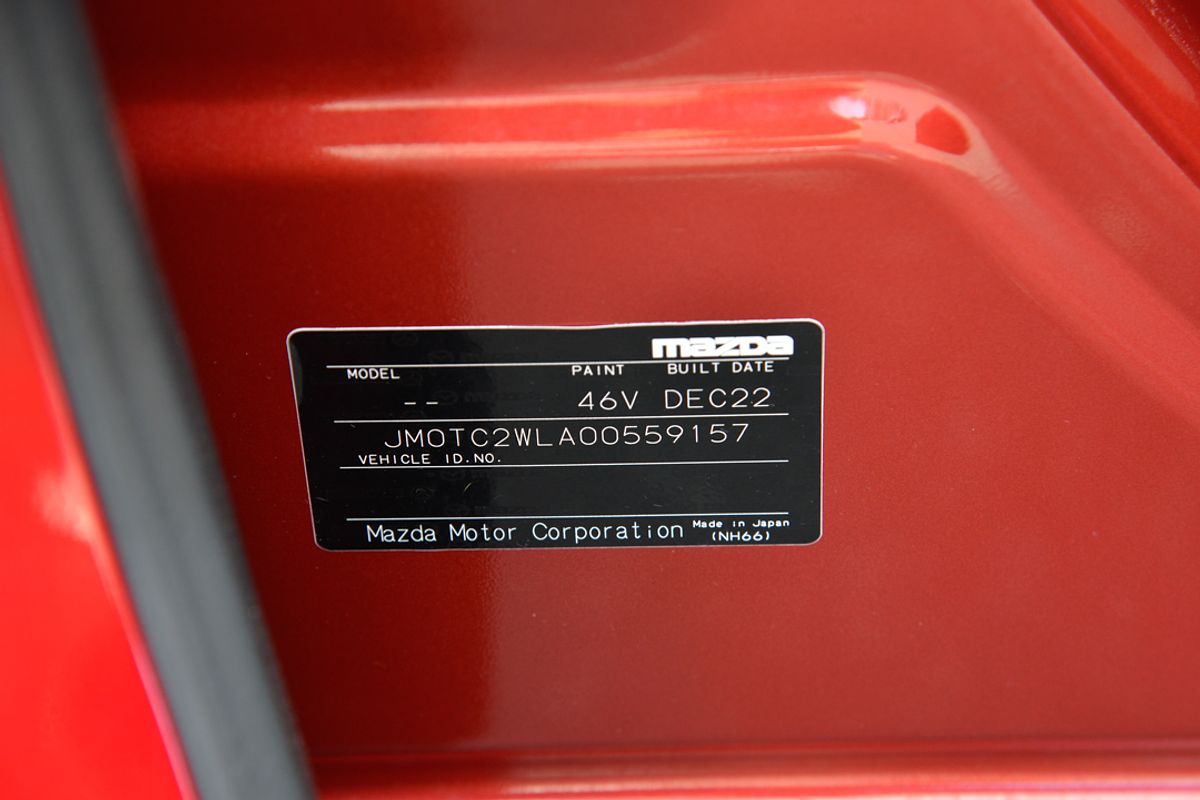 mazda
MODEL PAINT BUILT DATE
-- 46V DEC22
JM0TC2WLA00559157
VEHICLE ID.NO.
Mazda Motor Corporation Made in Japan
(NH66)